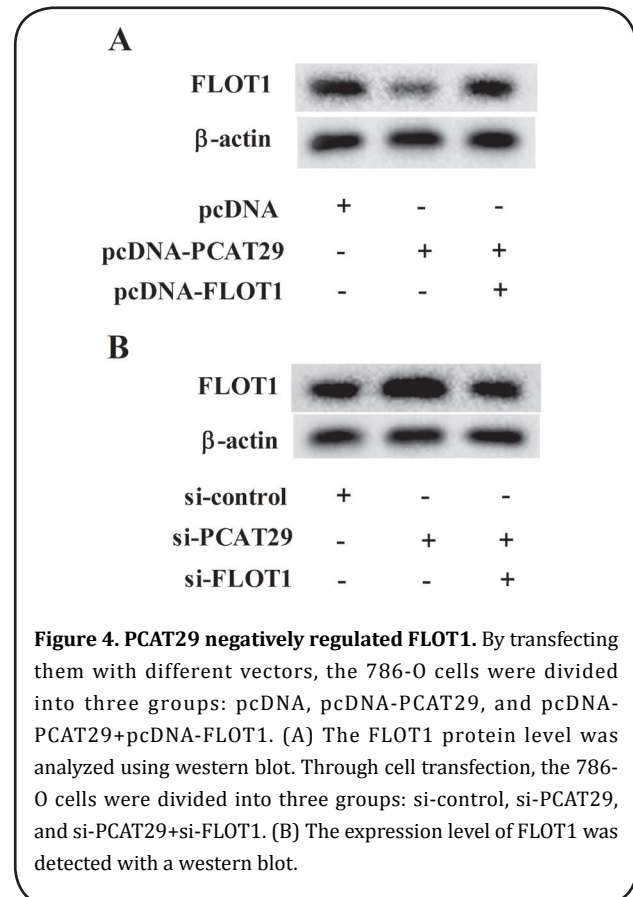 A
FLOT1
β-actin
pcDNA + - -
pcDNA-PCAT29 - + +
pcDNA-FLOT1 - - +
B
FLOT1
β-actin
si-control + - -
si-PCAT29 - + +
si-FLOT1 - - +
Figure 4. PCAT29 negatively regulated FLOT1. By transfecting
them with different vectors, the 786-O cells were divided
into three groups: pcDNA, pcDNA-PCAT29, and pcDNA-
PCAT29+pcDNA-FLOT1. (A) The FLOT1 protein level was
analyzed using western blot. Through cell transfection, the 786-
O cells were divided into three groups: si-control, si-PCAT29,
and si-PCAT29+si-FLOT1. (B) The expression level of FLOT1 was
detected with a western blot.